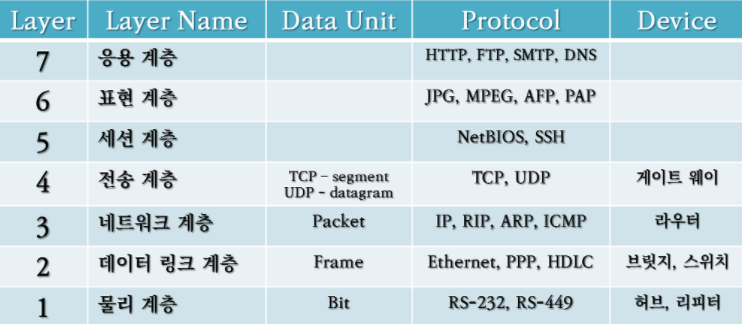 Layer Layer Name Data Unit Protocol Device
7 응용 계층 HTTP, FTP, SMTP, DNS
6 표현 계층 JPG, MPEG, AFP, PAP
5 세션 계층 NetBIOS, SSH
4 전송 계층 TCP – segment TCP, UDP 게이트 웨이
UDP - datagram
3 네트워크 계층 Packet IP, RIP, ARP, ICMP 라우터
2 데이터 링크 계층 Frame Ethernet, PPP, HDLC 브릿지, 스위치
1 물리 계층 Bit RS-232, RS-449 허브, 리피터